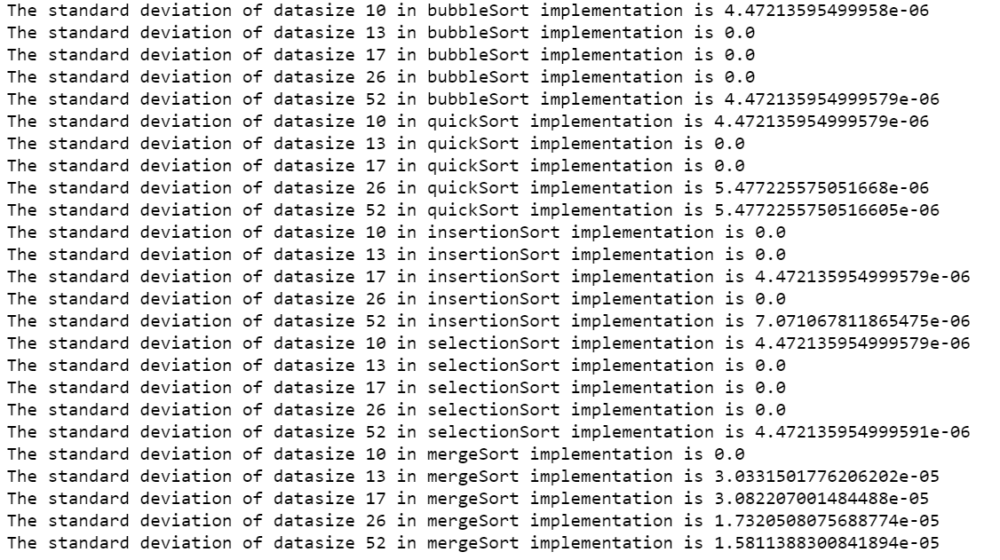 The standard deviation of datasize 10 in bubbleSort implementation is 4.47213595499958e-06
The standard deviation of datasize 13 in bubbleSort implementation is 0.0
The standard deviation of datasize 17 in bubbleSort implementation is 0.0
The standard deviation of datasize 26 in bubbleSort implementation is 0.0
The standard deviation of datasize 52 in bubbleSort implementation is 4.472135954999579e-06
The standard deviation of datasize 10 in quickSort implementation is 4.472135954999579e-06
The standard deviation of datasize 13 in quickSort implementation is 0.0
The standard deviation of datasize 17 in quickSort implementation is 0.0
The standard deviation of datasize 26 in quickSort implementation is 5.477225575051668e-06
The standard deviation of datasize 52 in quickSort implementation is 5.4772255750516605e-06
The standard deviation of datasize 10 in insertionSort implementation is 0.0
The standard deviation of datasize 13 in insertionSort implementation is 0.0
The standard deviation of datasize 17 in insertionSort implementation is 4.472135954999579e-06
The standard deviation of datasize 26 in insertionSort implementation is 0.0
The standard deviation of datasize 52 in insertionSort implementation is 7.071067811865475e-06
The standard deviation of datasize 10 in selectionSort implementation is 4.472135954999579e-06
The standard deviation of datasize 13 in selectionSort implementation is 0.0
The standard deviation of datasize 17 in selectionSort implementation is 0.0
The standard deviation of datasize 26 in selectionSort implementation is 0.0
The standard deviation of datasize 52 in selectionSort implementation is 4.472135954999591e-06
The standard deviation of datasize 10 in mergeSort implementation is 0.0
The standard deviation of datasize 13 in mergeSort implementation is 3.0331501776206202e-05
The standard deviation of datasize 17 in mergeSort implementation is 3.082207001484488e-05
The standard deviation of datasize 26 in mergeSort implementation is 1.7320508075688774e-05
The standard deviation of datasize 52 in mergeSort implementation is 1.5811388300841894e-05